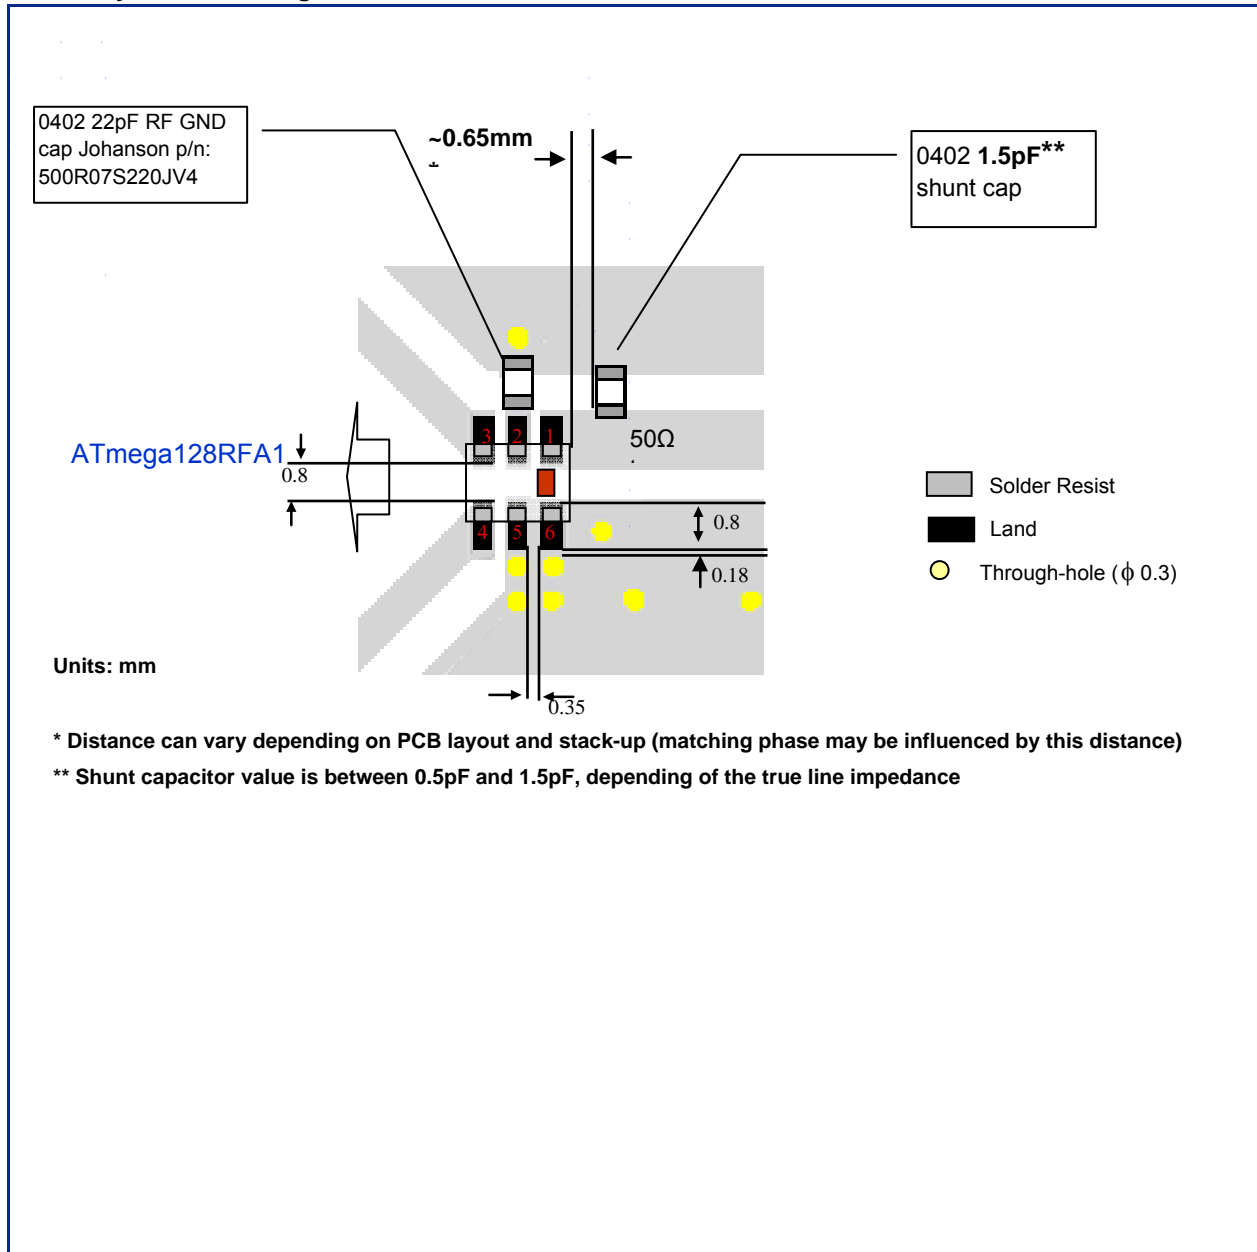 0402 22pF RF GND
cap Johanson p/n:
500R07S220JV4
~0.65mm
*
0402 1.5pF**
shunt cap
ATmega128RFA1
0.8
3
2
1
50Ω
4
5
6
0.8
0.18
0.35
Solder Resist
Land
Through-hole (ϕ 0.3)
Units: mm
* Distance can vary depending on PCB layout and stack-up (matching phase may be influenced by this distance)
** Shunt capacitor value is between 0.5pF and 1.5pF, depending of the true line impedance